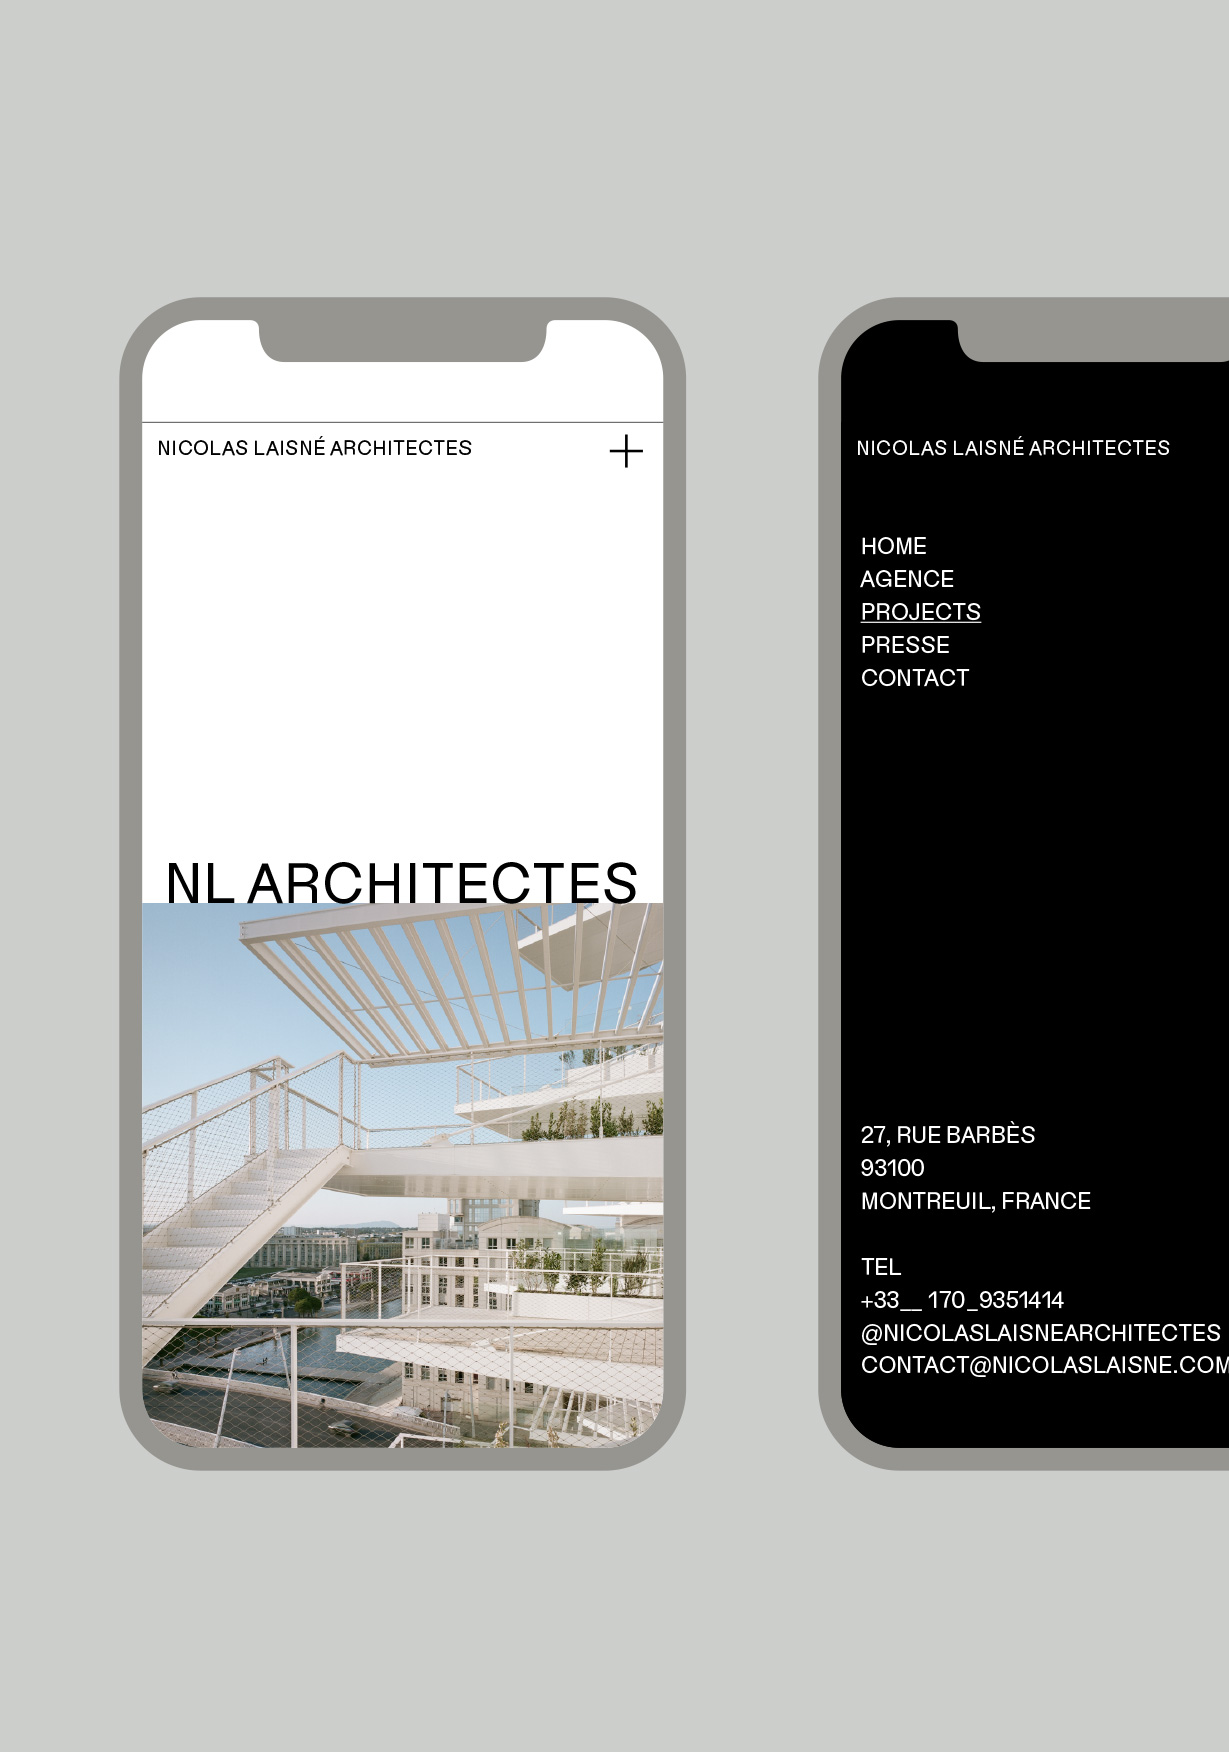 NICOLAS LAISNÉ ARCHITECTES
NL ARCHITECTES
NICOLAS LAISNÉ ARCHITECTES
HOME
AGENCE
PROJECTS
PRESSE
CONTACT
27, RUE BARBÈS
93100
MONTREUIL, FRANCE
TEL
+33__ 170_9351414
@NICOLASLAISNEARCHITECTES
CONTACT@NICOLASLAISNE.COM